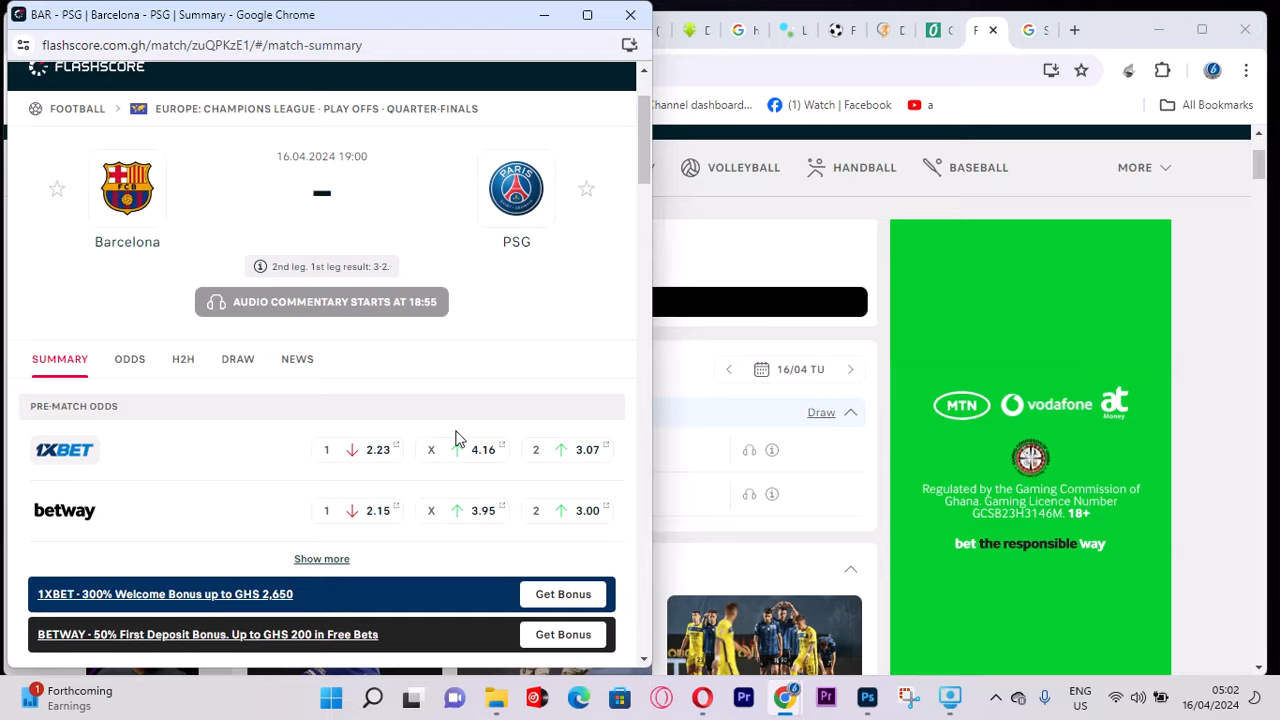 BAR - PSG | Barcelona - PSG | Summary - Google Chrome
flashscore.com.gh/match/zuQPKzE1/#/match-summary
FLASHSCORE
FOOTBALL > EUROPE: CHAMPIONS LEAGUE - PLAY OFFS - QUARTER-FINALS
16.04.2024 19:00
-
Barcelona
PSG
2nd leg. 1st leg result: 3-2.
AUDIO COMMENTARY STARTS AT 18:55
SUMMARY ODDS H2H DRAW NEWS
PRE-MATCH ODDS
1XBET 1 2.23 X 4.16 2 3.07
betway 1 2.15 X 3.95 2 3.00
Show more
1XBET - 300% Welcome Bonus up to GHS 2,650 Get Bonus
BETWAY - 50% First Deposit Bonus. Up to GHS 200 in Free Bets Get Bonus
hannel dashboard... (1) Watch | Facebook a All Bookmarks
VOLLEYBALL HANDBALL BASEBALL MORE
16/04 TU
Draw
MTN vodafone at Money
Regulated by the Gaming Commission of
Ghana. Gaming Licence Number
GCSB23H3146M. 18+
bet the responsible way
1 Forthcoming
Earnings
ENG
US
05:02
16/04/2024